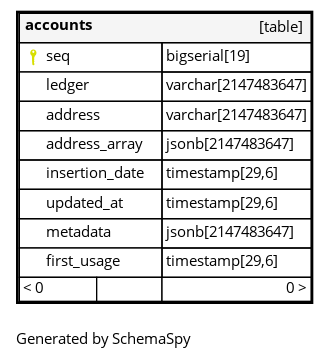 accounts [table]
seq bigserial[19]
ledger varchar[2147483647]
address varchar[2147483647]
address_array jsonb[2147483647]
insertion_date timestamp[29,6]
updated_at timestamp[29,6]
metadata jsonb[2147483647]
first_usage timestamp[29,6]
< 0 0 >
Generated by SchemaSpy